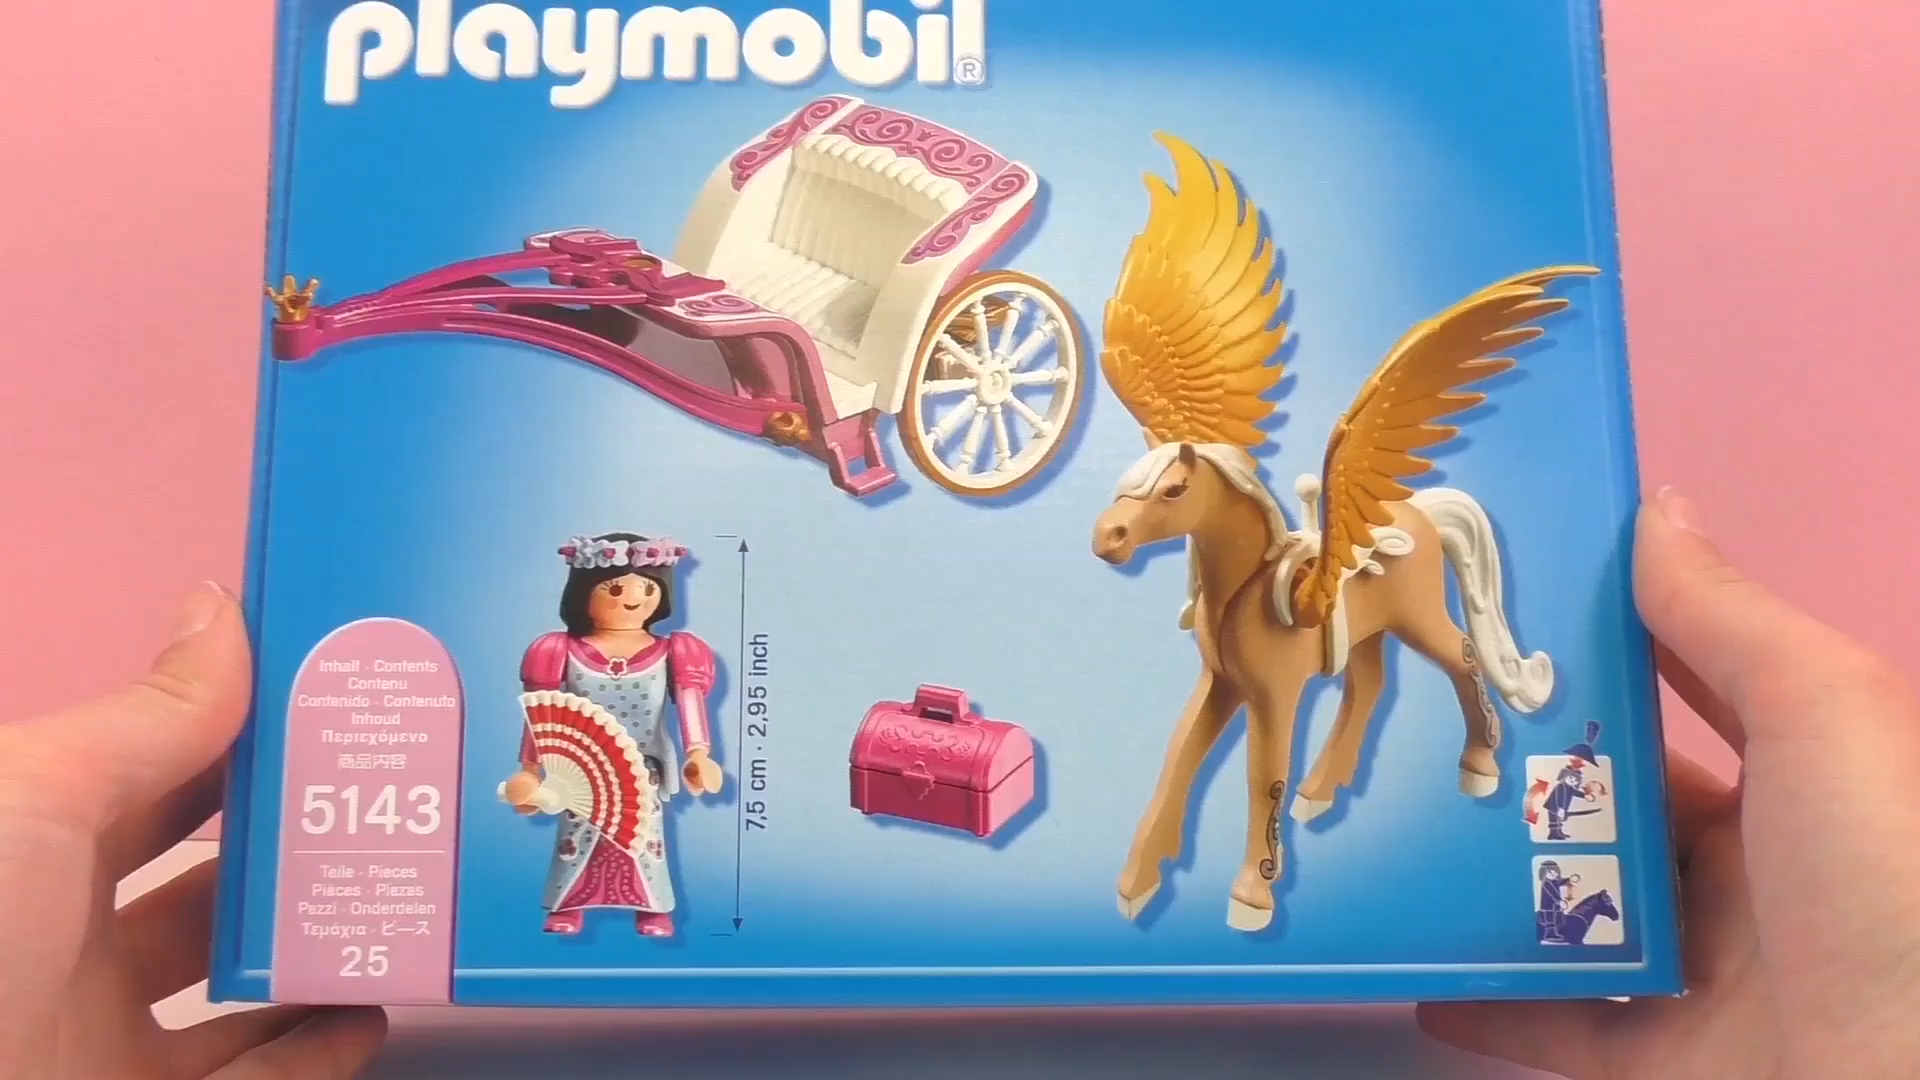 playmobil®
7,5 cm · 2,95 inch
Inhalt - Contents
Contenu
Contenido - Contenuto
Inhoud
Περιεχόμενο
商品内容
5143
Teile - Pieces
Pièces - Piezas
Pezzi - Onderdelen
Τεμάχια - ピース
25